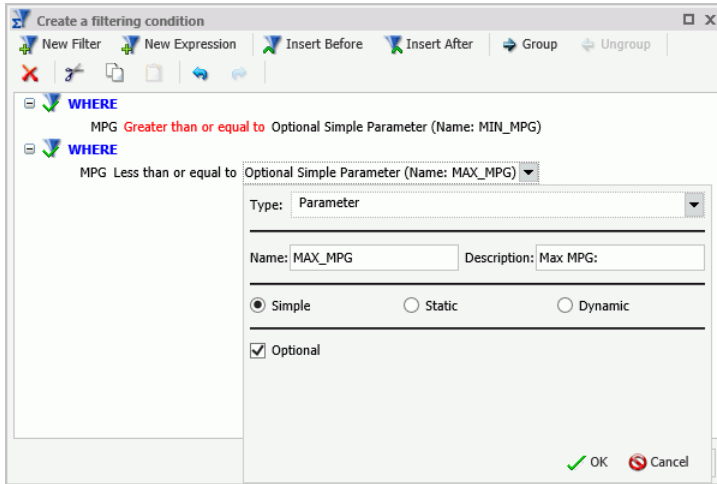 Create a filtering condition
New Filter New Expression Insert Before Insert After Group Ungroup
WHERE
MPG Greater than or equal to Optional Simple Parameter (Name: MIN_MPG)
WHERE
MPG Less than or equal to Optional Simple Parameter (Name: MAX_MPG)
Type: Parameter
Name: MAX_MPG Description: Max MPG:
Simple Static Dynamic
Optional
OK Cancel